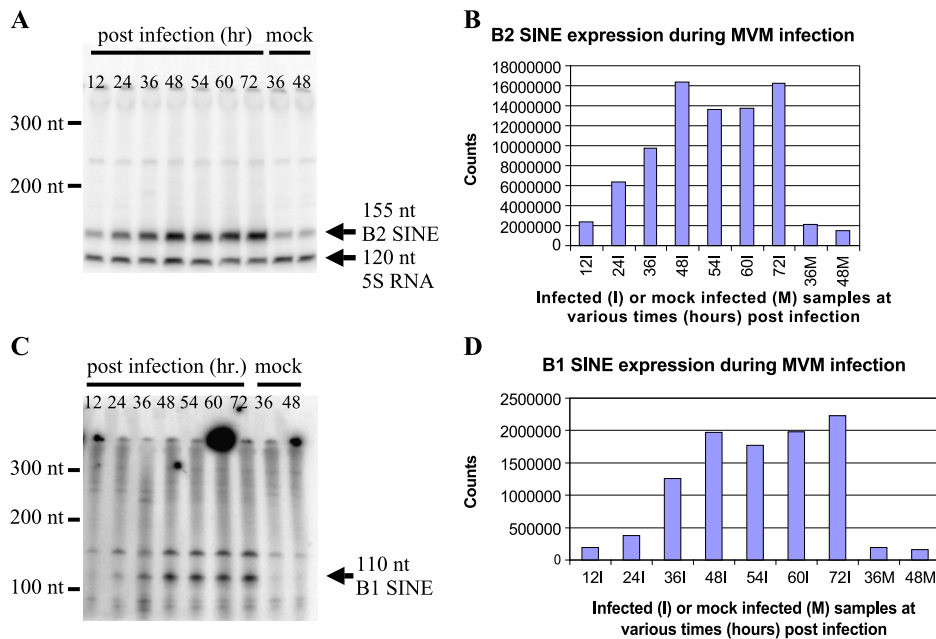 A
post infection (hr) mock
12 24 36 48 54 60 72 36 48
300 nt
200 nt
155 nt
B2 SINE
120 nt
5S RNA
B
B2 SINE expression during MVM infection
18000000
16000000
14000000
12000000
10000000
8000000
6000000
4000000
2000000
0
Counts
12I 24I 36I 48I 54I 60I 72I 36M 48M
Infected (I) or mock infected (M) samples at
various times (hours) post infection
C
post infection (hr.) mock
12 24 36 48 54 60 72 36 48
300 nt
200 nt
100 nt
110 nt
B1 SINE
D
B1 SINE expression during MVM infection
2500000
2000000
1500000
1000000
500000
0
Counts
12I 24I 36I 48I 54I 60I 72I 36M 48M
Infected (I) or mock infected (M) samples at
various times (hours) post infection